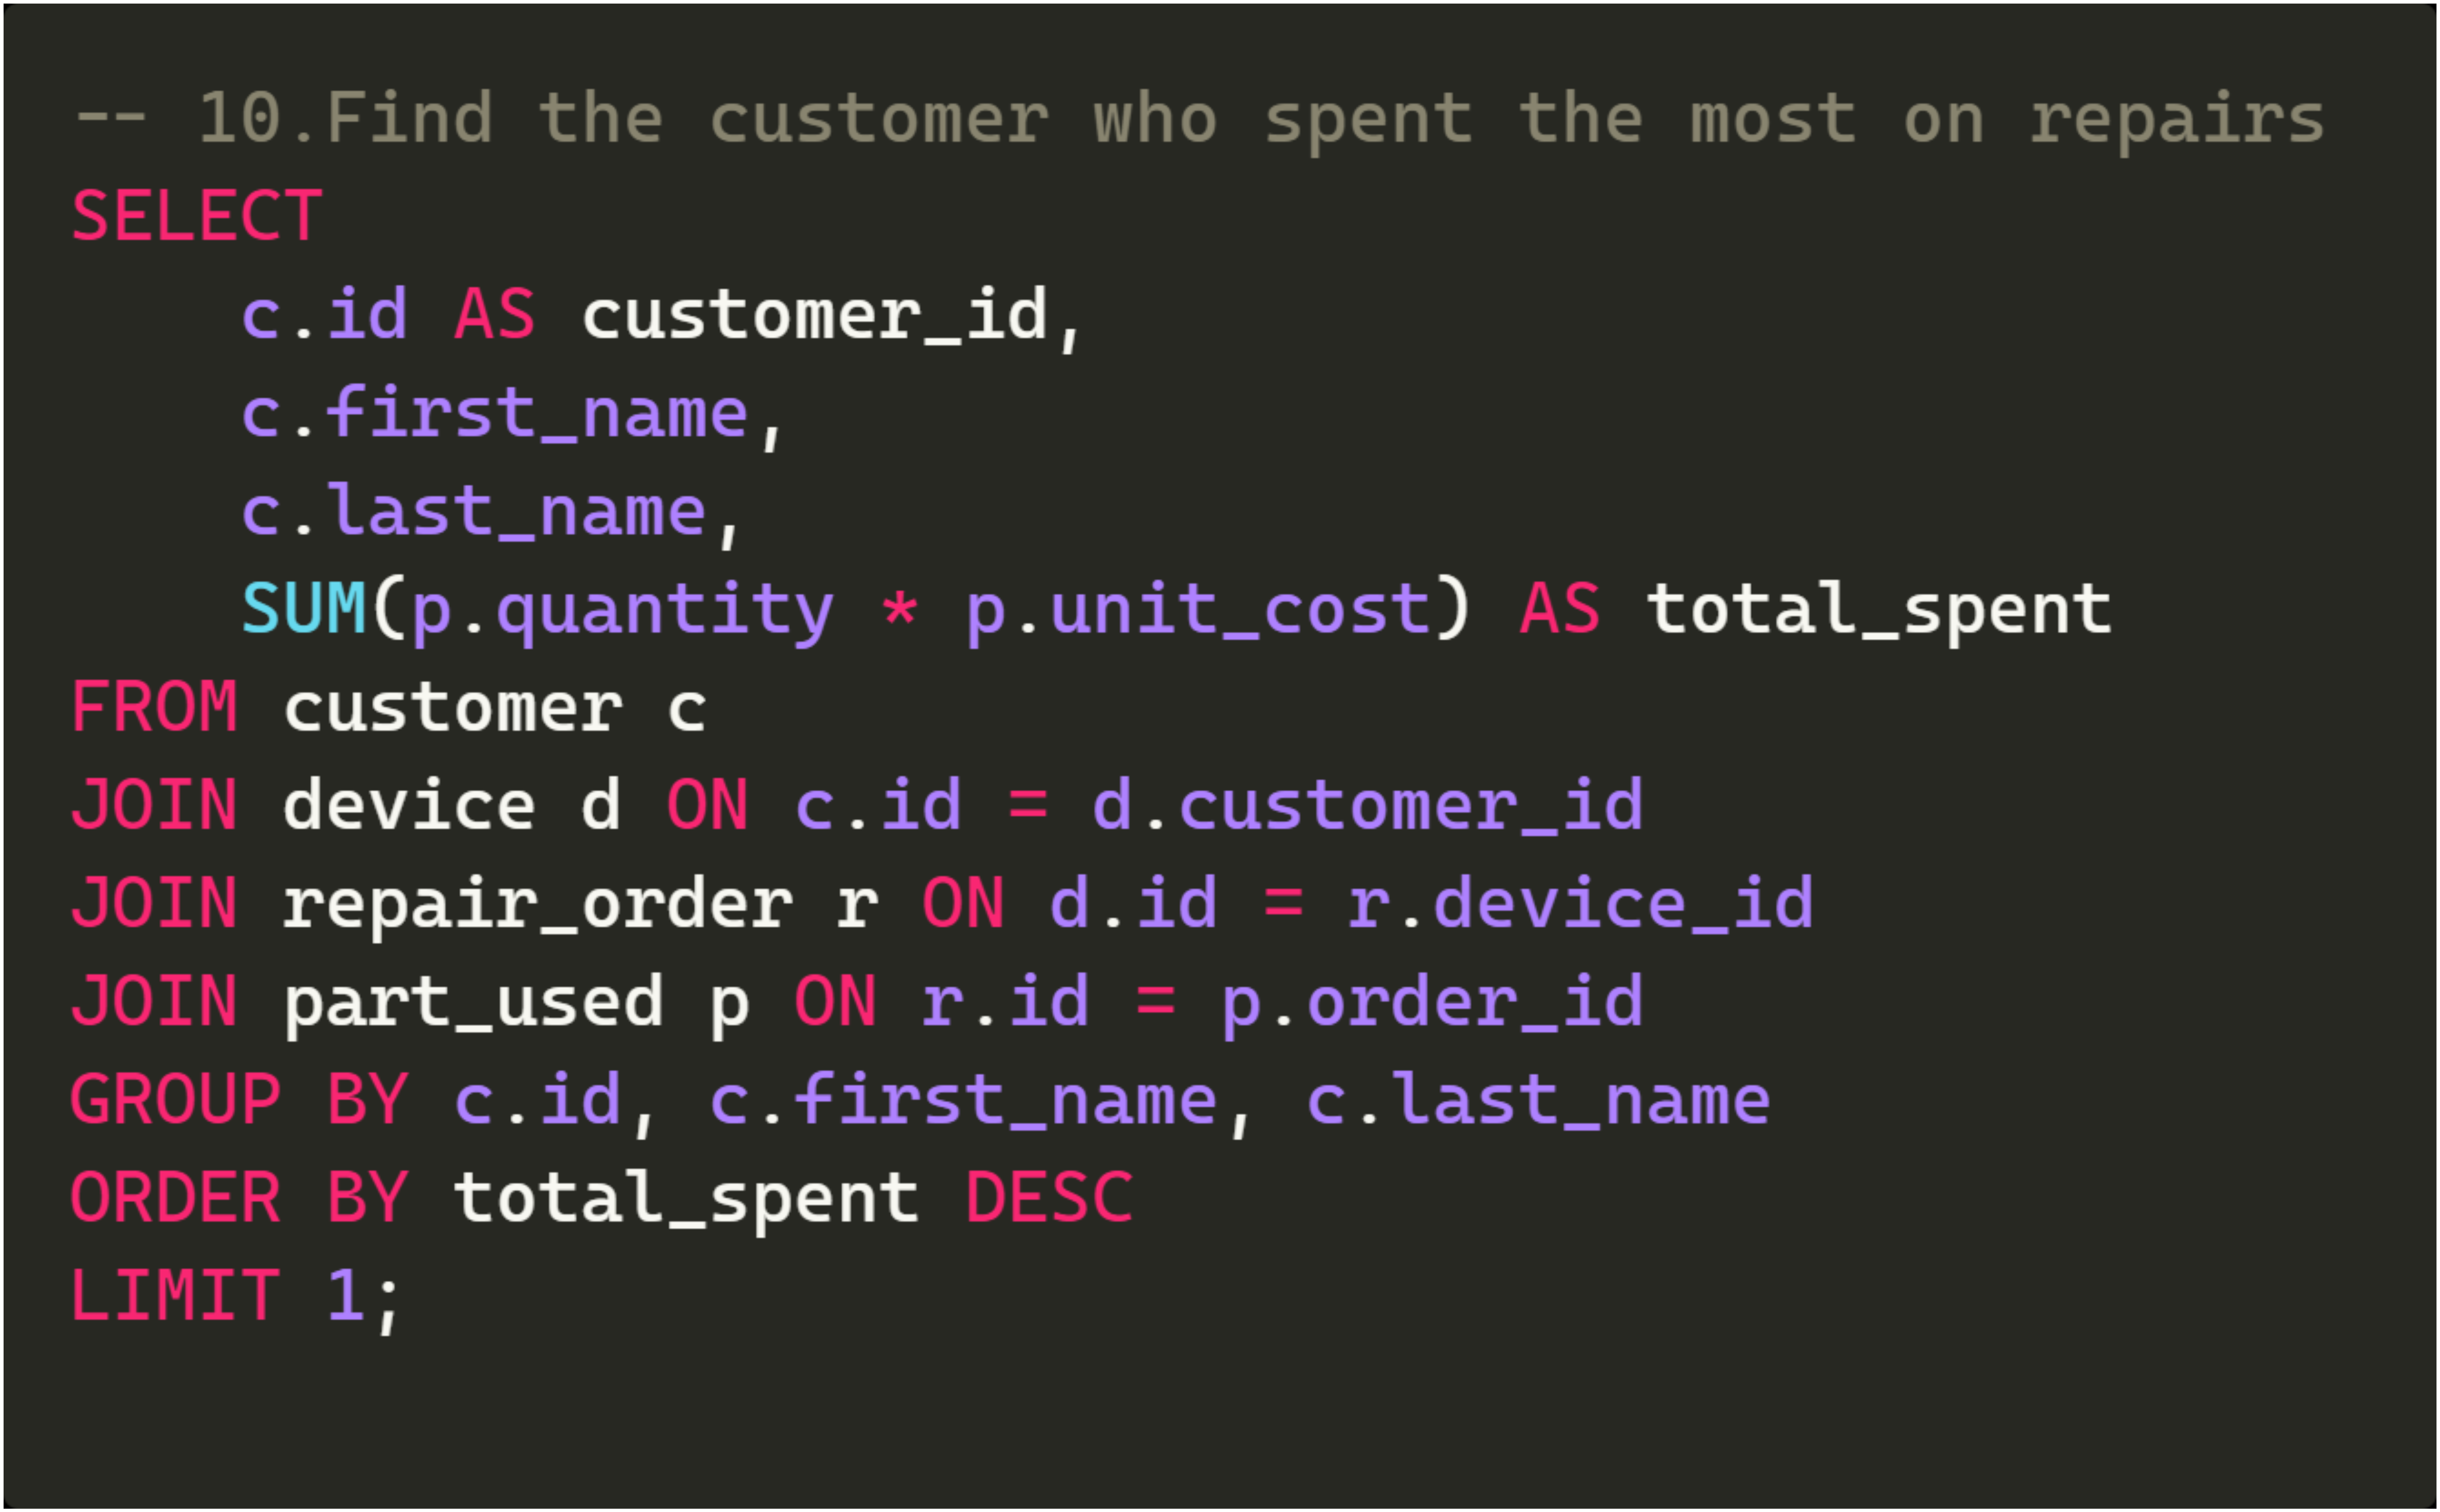 -- 10.Find the customer who spent the most on repairs
SELECT
    c.id AS customer_id,
    c.first_name,
    c.last_name,
    SUM(p.quantity * p.unit_cost) AS total_spent
FROM customer c
JOIN device d ON c.id = d.customer_id
JOIN repair_order r ON d.id = r.device_id
JOIN part_used p ON r.id = p.order_id
GROUP BY c.id, c.first_name, c.last_name
ORDER BY total_spent DESC
LIMIT 1;